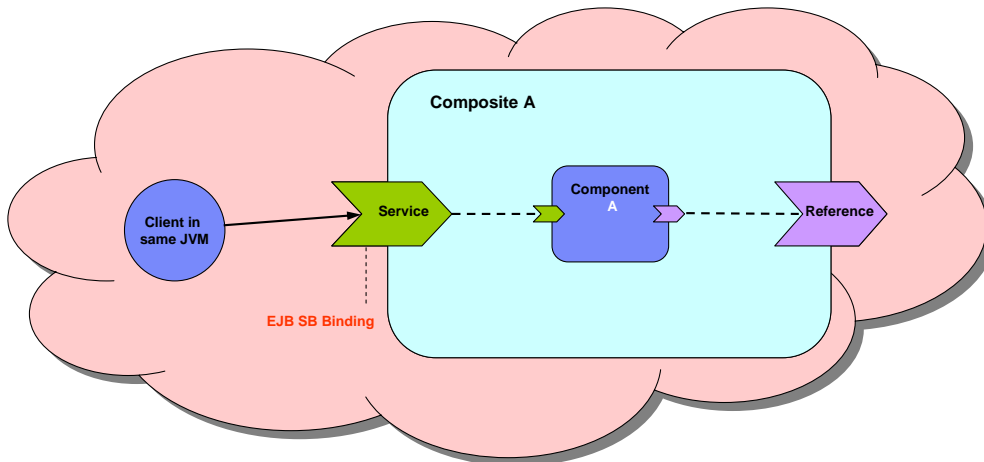 Composite A
Component
A
Client in
same JVM
Service
Reference
EJB SB Binding